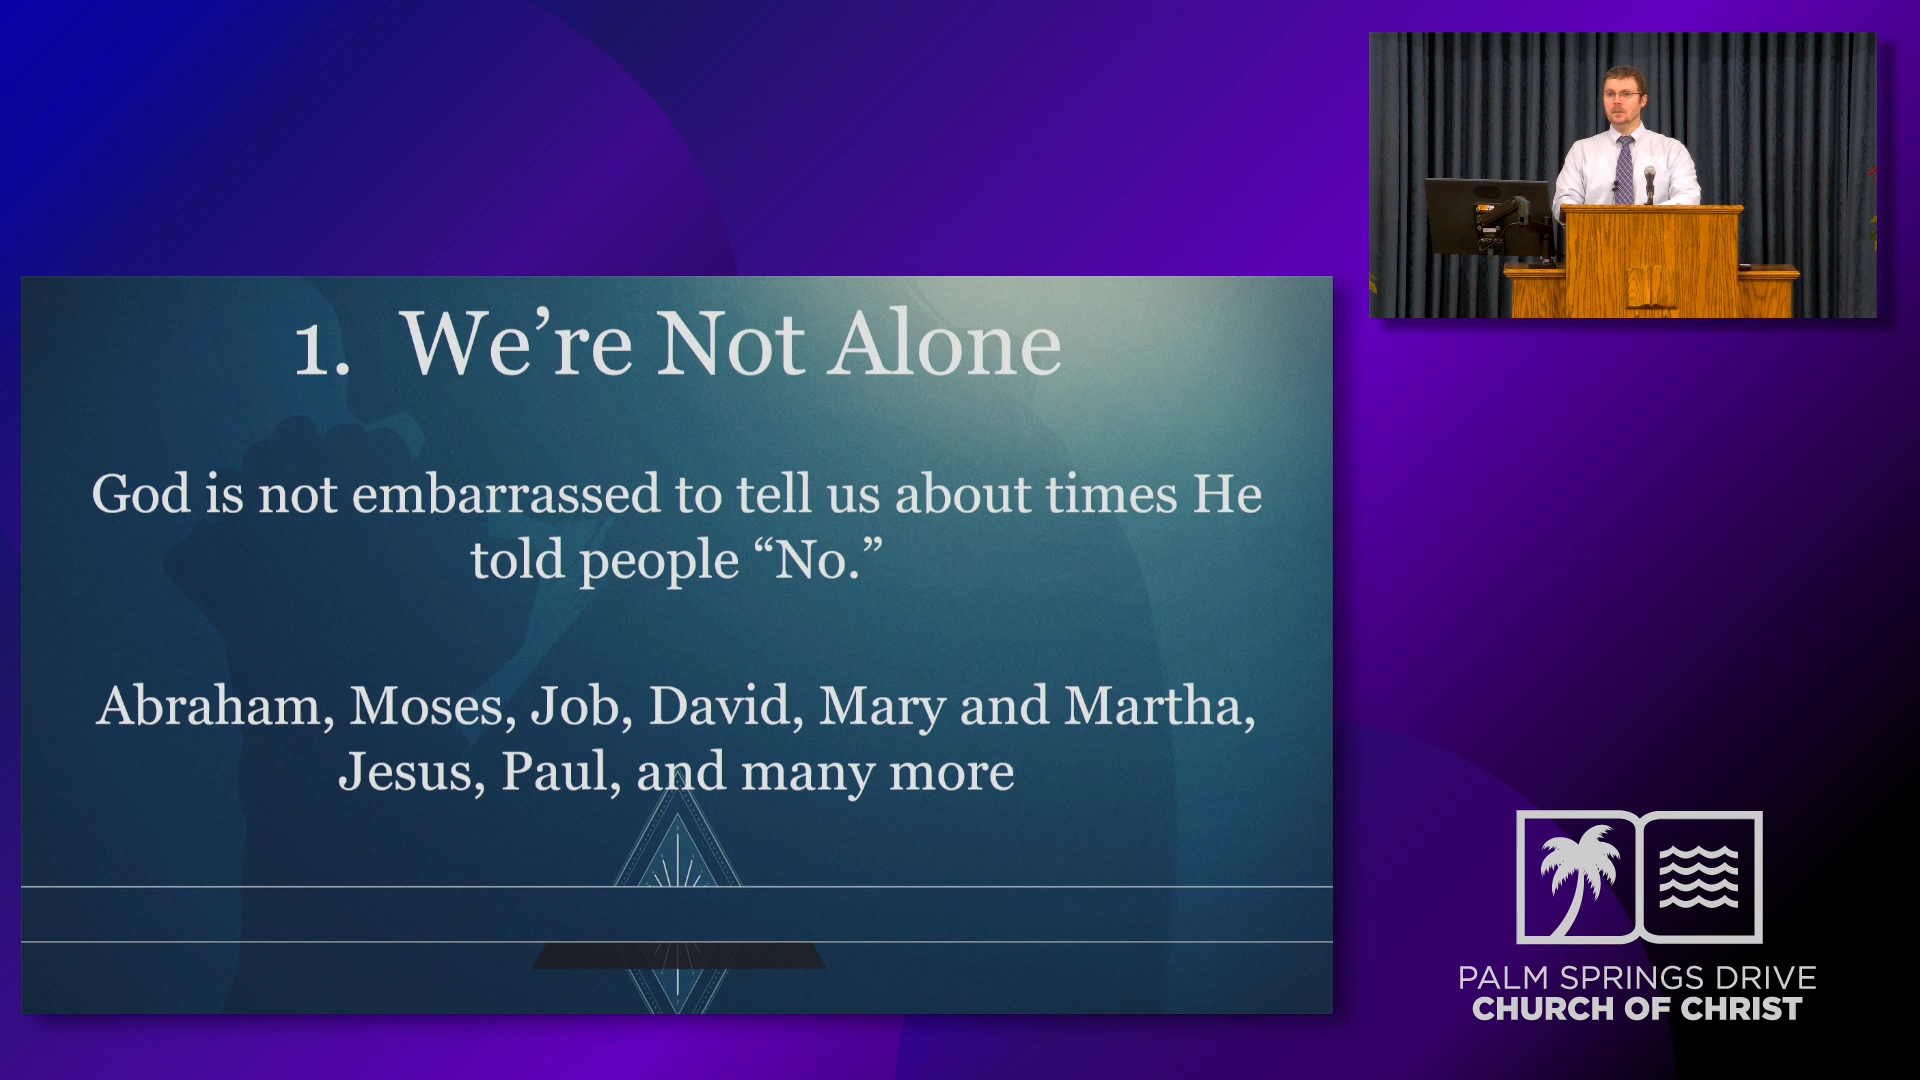 1. We’re Not Alone
God is not embarrassed to tell us about times He
told people “No.”
Abraham, Moses, Job, David, Mary and Martha,
Jesus, Paul, and many more
PALM SPRINGS DRIVE
CHURCH OF CHRIST